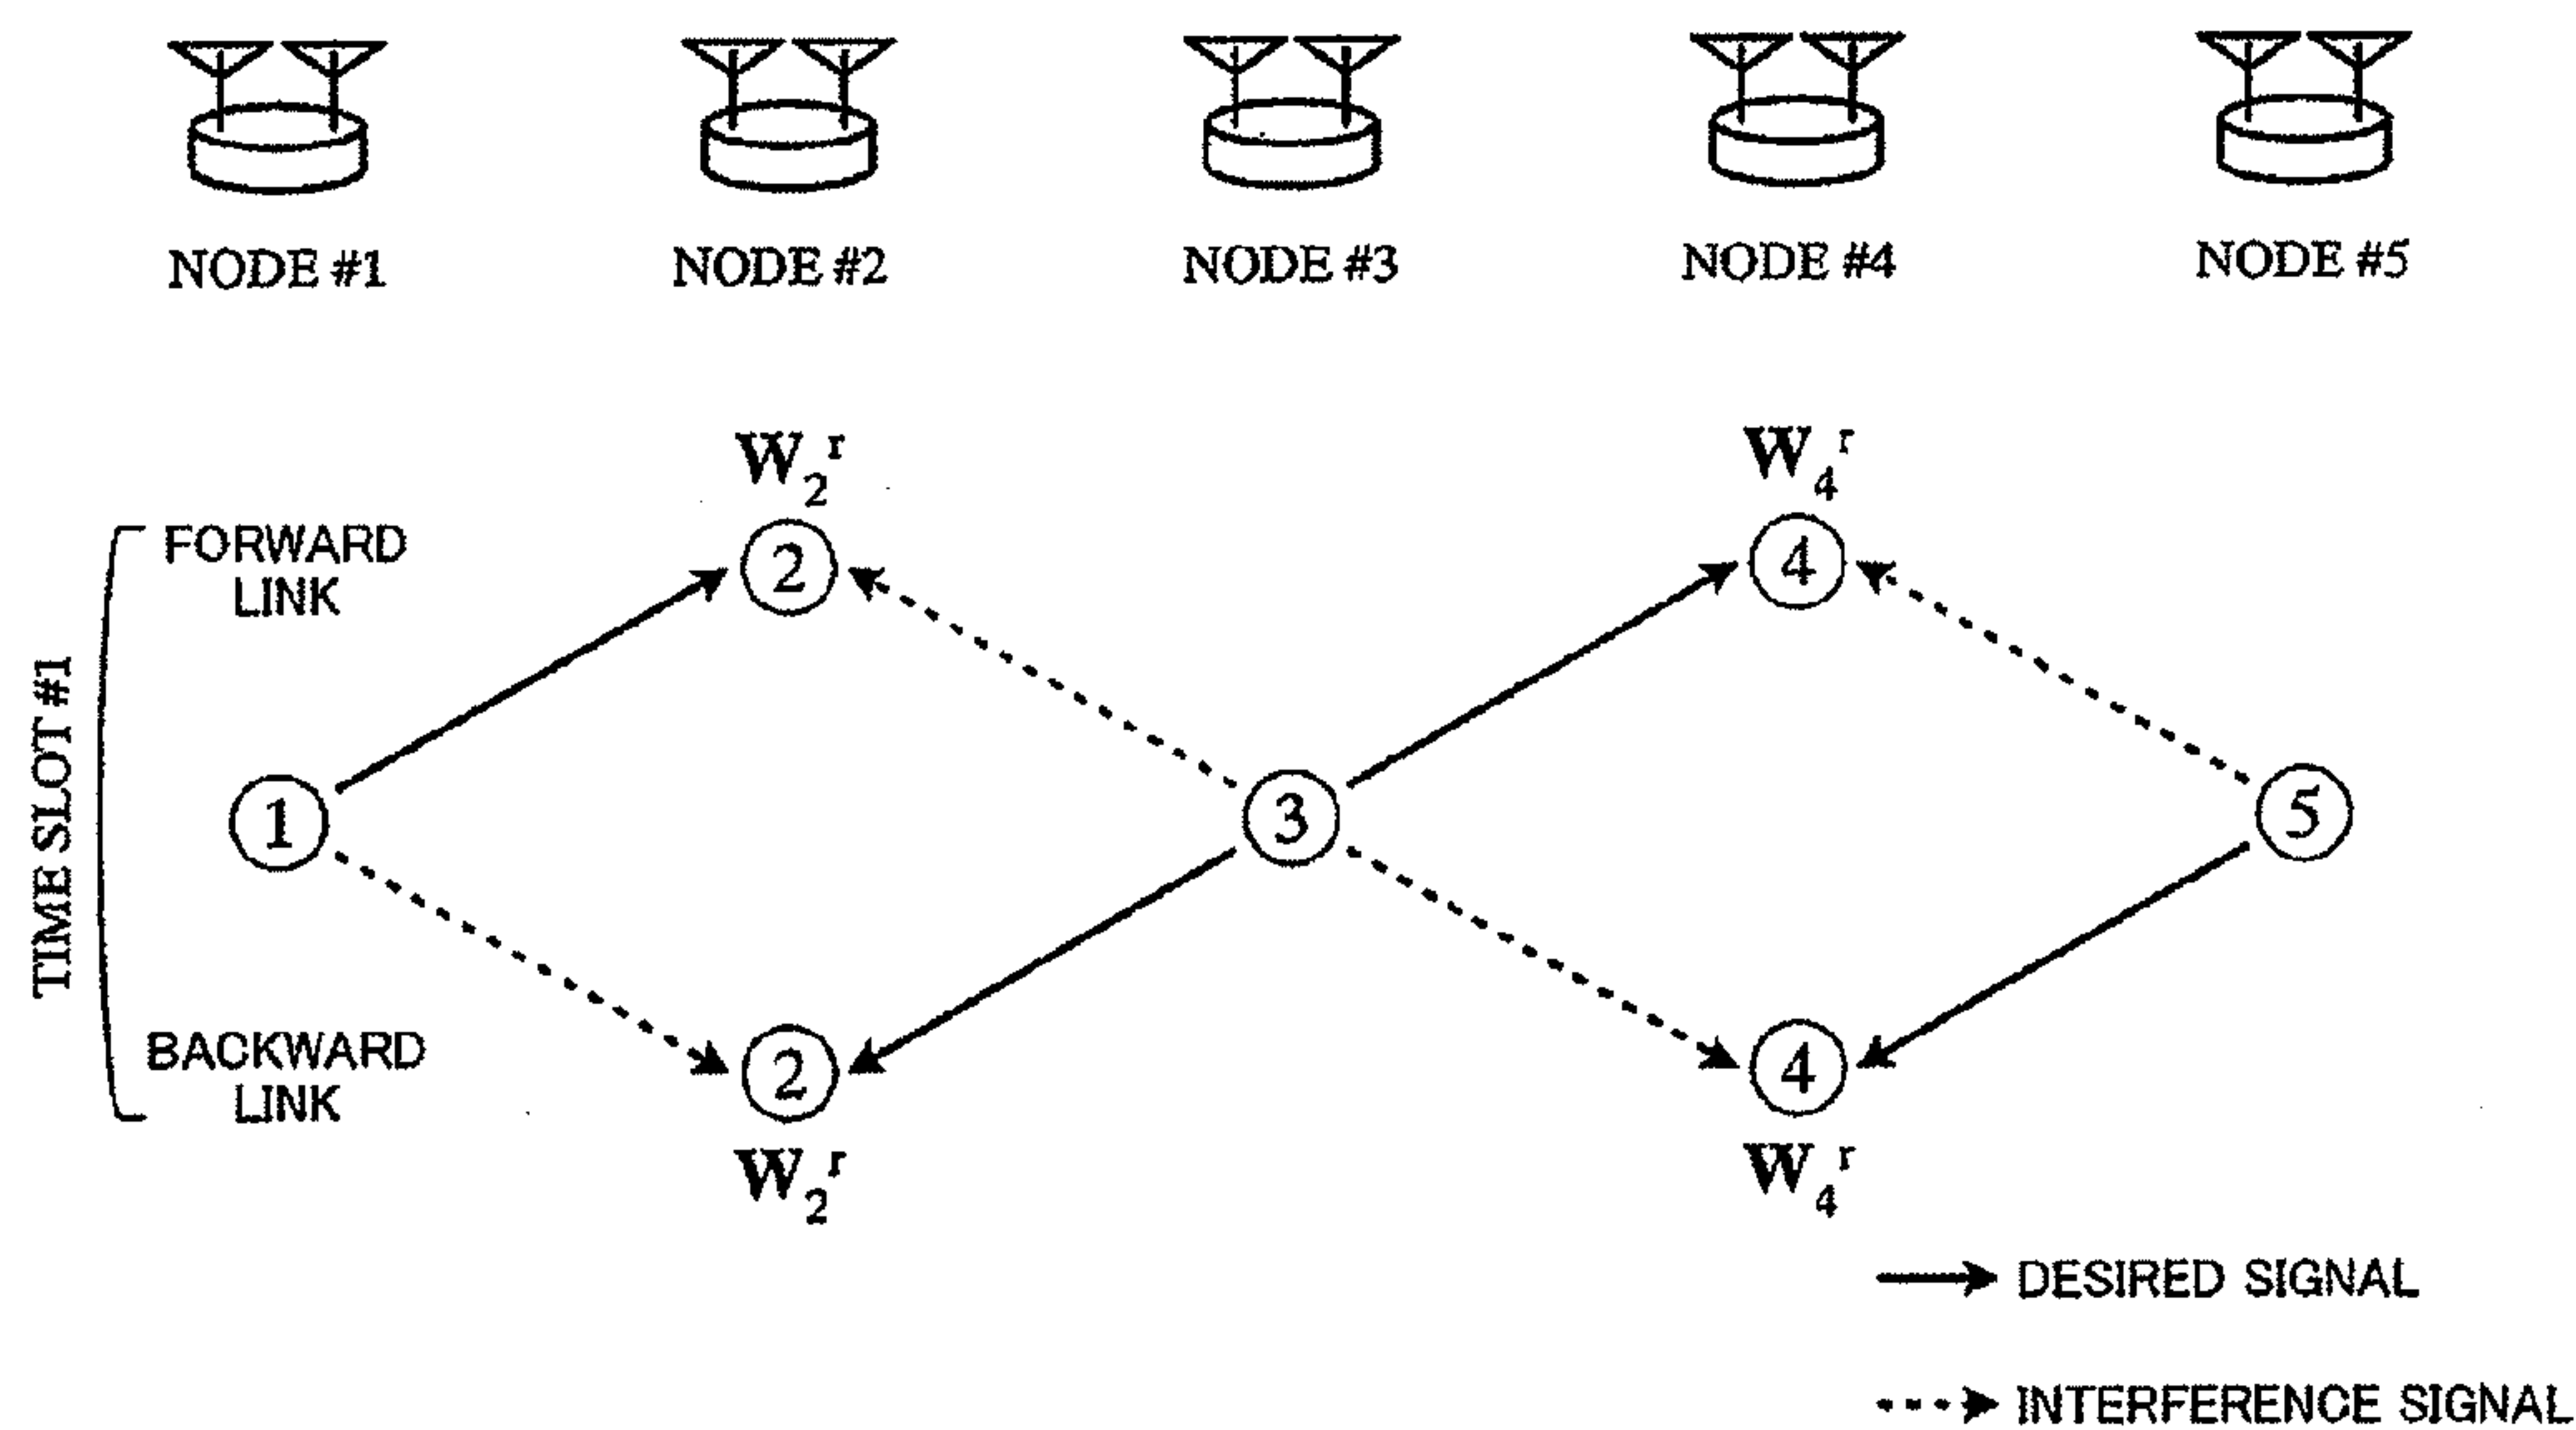 NODE #1
NODE #2
NODE #3
NODE #4
NODE #5
W₂ʳ
W₄ʳ
FORWARD
LINK
2
4
TIME SLOT #1
1
3
5
BACKWARD
LINK
2
4
W₂ʳ
W₄ʳ
DESIRED SIGNAL
INTERFERENCE SIGNAL